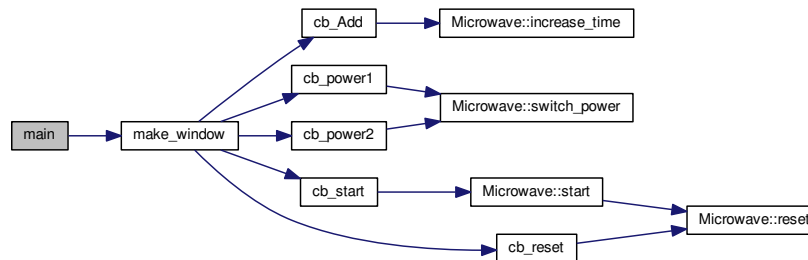 cb_Add
Microwave::increase_time
cb_power1
Microwave::switch_power
main
make_window
cb_power2
cb_start
Microwave::start
Microwave::reset
cb_reset